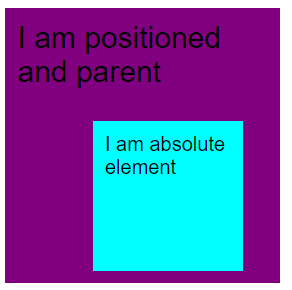 I am positioned
and parent
I am absolute
element